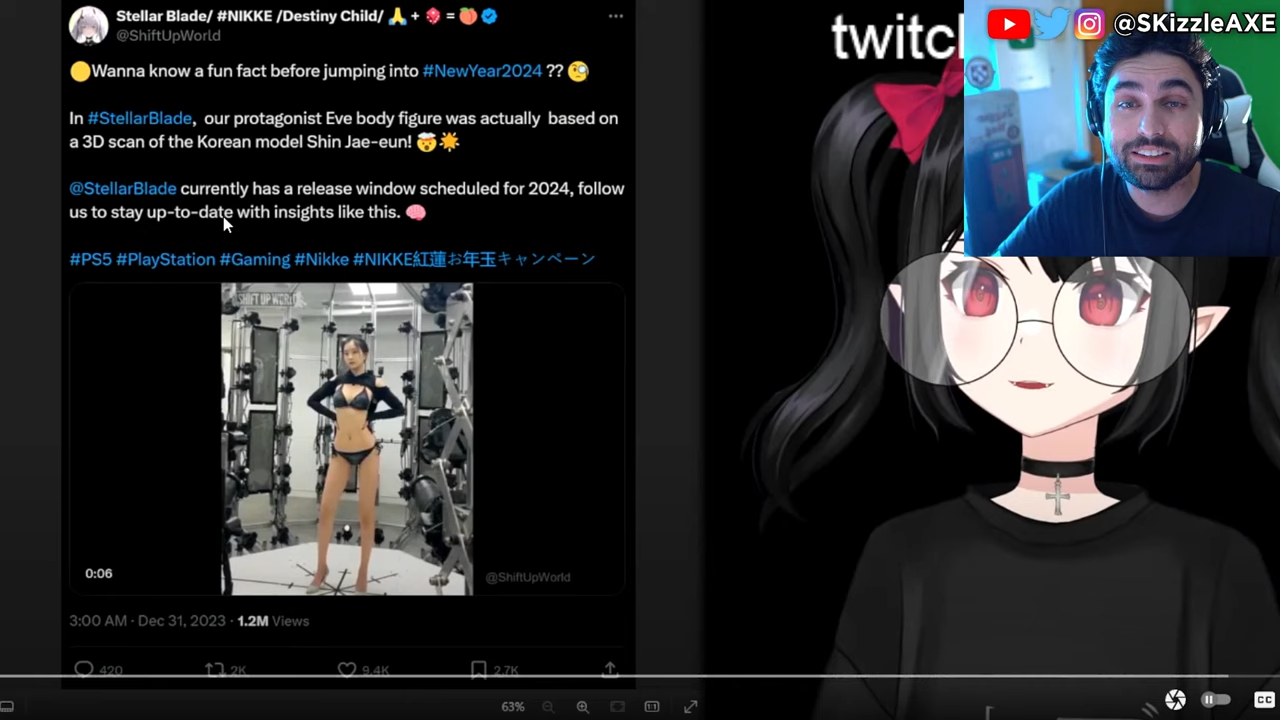 Stellar Blade/ #NIKKE /Destiny Child/ 🙏 + = 🍑
@ShiftUpWorld
🟡Wanna know a fun fact before jumping into #NewYear2024 ?? 🧐
In #StellarBlade, our protagonist Eve body figure was actually based on
a 3D scan of the Korean model Shin Jae-eun! 🤯🌟
@StellarBlade currently has a release window scheduled for 2024, follow
us to stay up-to-date with insights like this. 🧠
#PS5 #PlayStation #Gaming #Nikke #NIKKE紅蓮お年玉キャンペーン
SHIFT UP WORLD
0:06
@ShiftUpWorld
3:00 AM · Dec 31, 2023 · 1.2M Views
420 2K 9.4K 2.7K
63% 1:1
twitch
@SKizzleAXE
CC